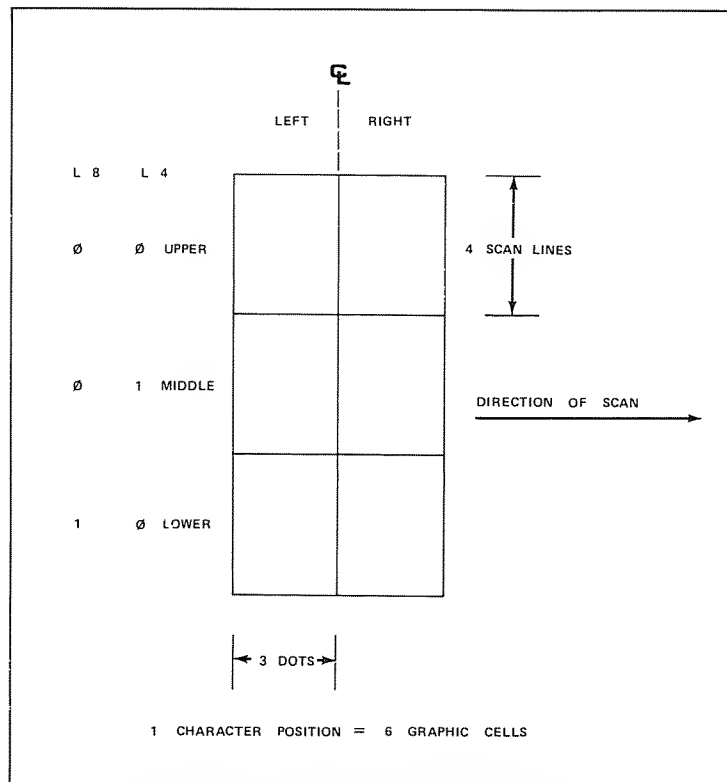 ℄
LEFT RIGHT
L 8 L 4
Ø Ø UPPER
4 SCAN LINES
Ø 1 MIDDLE
DIRECTION OF SCAN
1 Ø LOWER
3 DOTS
1 CHARACTER POSITION = 6 GRAPHIC CELLS